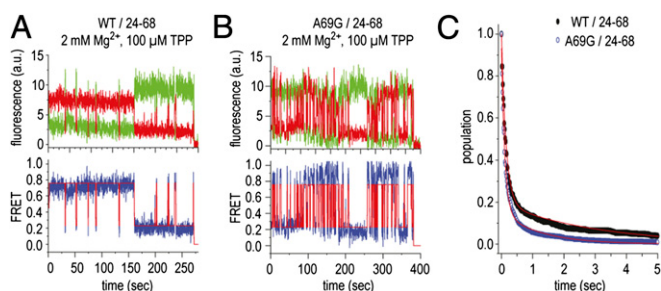 A
WT / 24-68
2 mM Mg2+, 100 µM TPP
fluorescence (a.u.)
15
10
5
0
FRET
1.0
0.8
0.6
0.4
0.2
0.0
0 50 100 150 200 250
time (sec)
B
A69G / 24-68
2 mM Mg2+, 100 µM TPP
fluorescence (a.u.)
15
10
5
0
FRET
1.0
0.8
0.6
0.4
0.2
0.0
0 100 200 300 400
time (sec)
C
WT / 24-68
A69G / 24-68
population
1.0
0.8
0.6
0.4
0.2
0.0
0 1 2 3 4 5
time (sec)